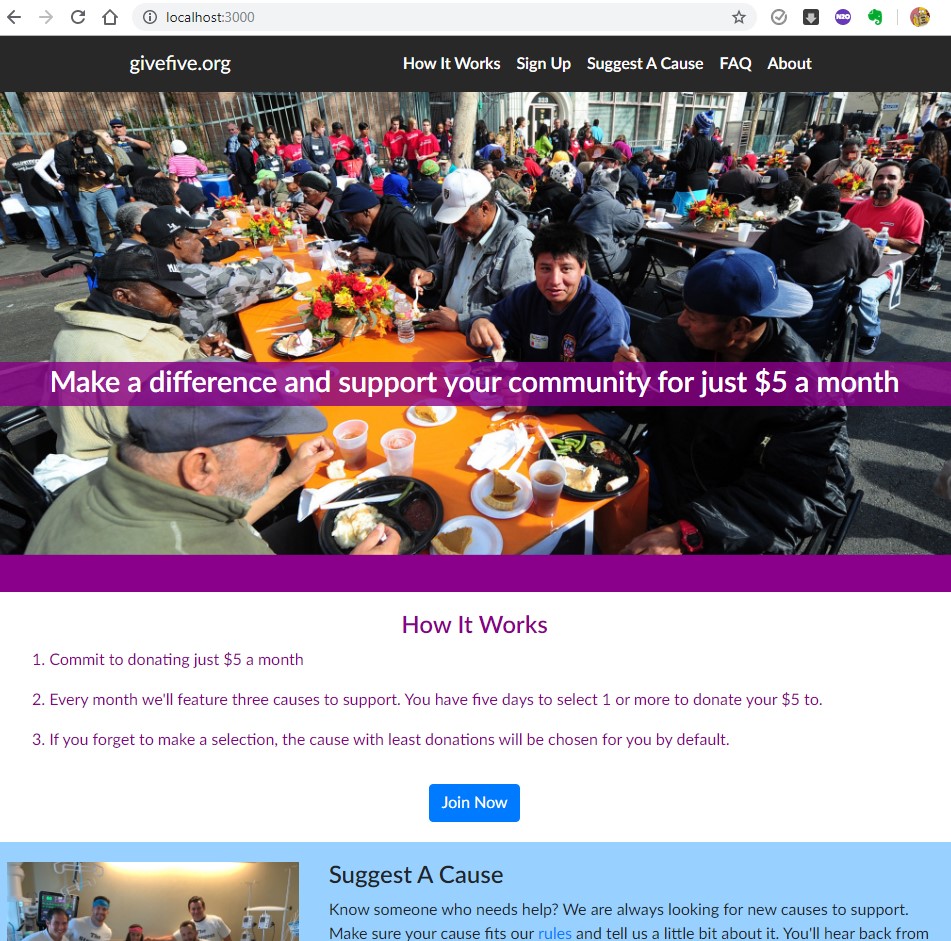 localhost:3000
N2O
givefive.org
How It Works Sign Up Suggest A Cause FAQ About
Make a difference and support your community for just $5 a month
How It Works
1. Commit to donating just $5 a month
2. Every month we'll feature three causes to support. You have five days to select 1 or more to donate your $5 to.
3. If you forget to make a selection, the cause with least donations will be chosen for you by default.
Join Now
Suggest A Cause
Know someone who needs help? We are always looking for new causes to support.
Make sure your cause fits our rules and tell us a little bit about it. You'll hear back from